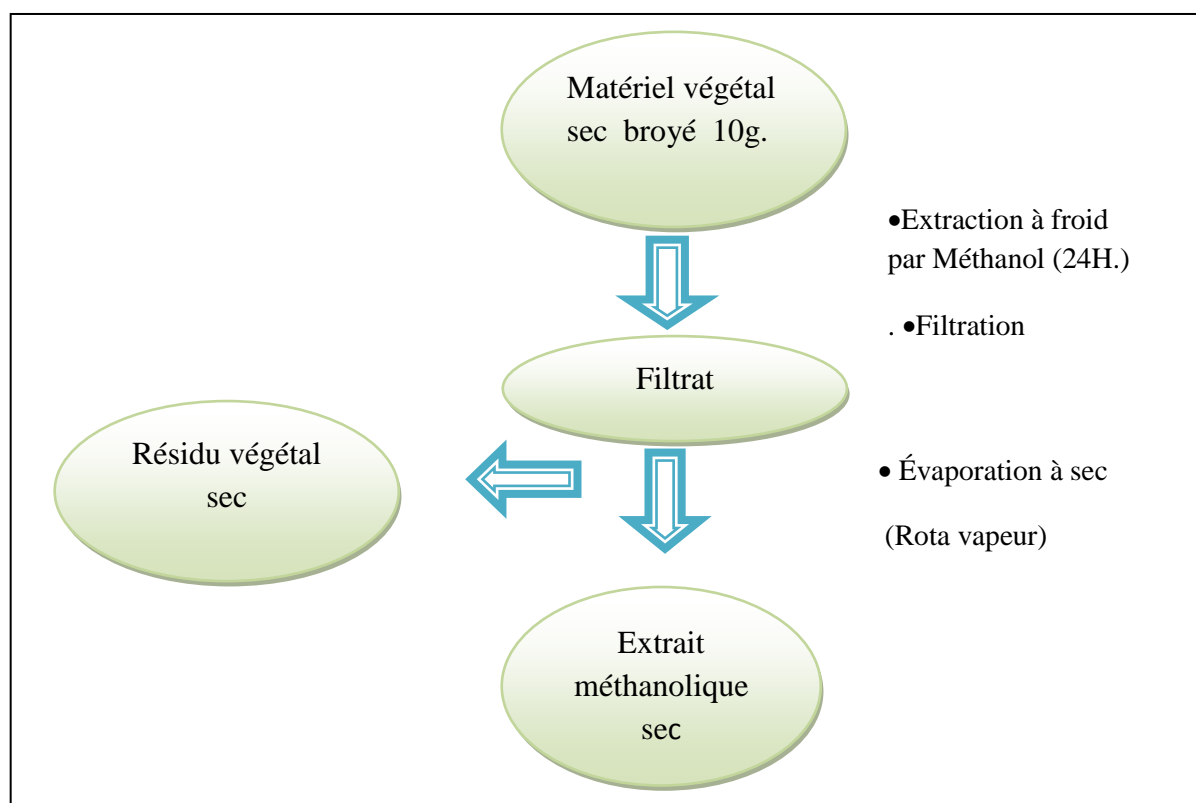 Matériel végétal
sec broyé 10g.
•Extraction à froid
par Méthanol (24H.)
. •Filtration
Filtrat
Résidu végétal
sec
• Évaporation à sec
(Rota vapeur)
Extrait
méthanolique
sec